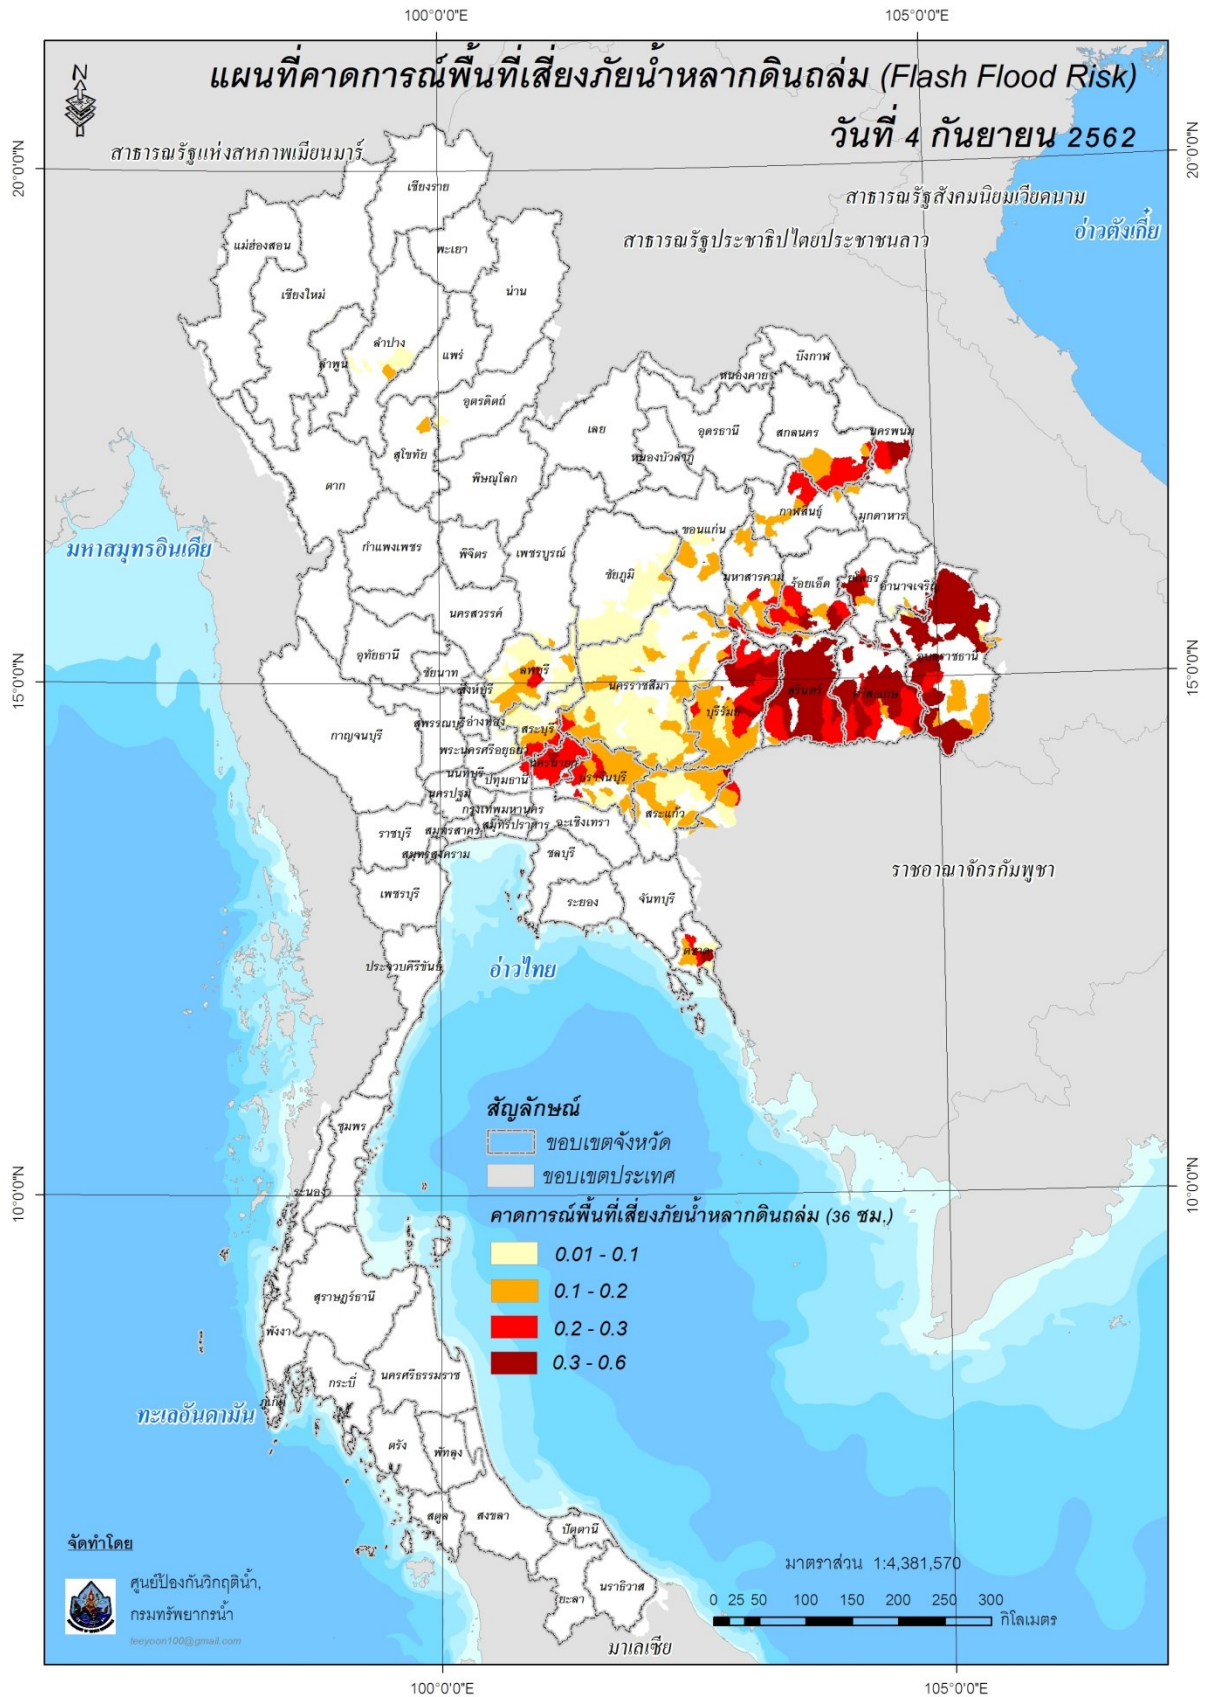 100°0'0"E
105°0'0"E
แผนที่คาดการณ์พื้นที่เสี่ยงภัยน้ำหลากดินถล่ม (Flash Flood Risk)
วันที่ 4 กันยายน 2562
N
20°0'0"N
20°0'0"N
สาธารณรัฐแห่งสหภาพเมียนมาร์
เชียงราย
สาธารณรัฐสังคมนิยมเวียดนาม
อ่าวตังเกี๋ย
สาธารณรัฐประชาธิปไตยประชาชนลาว
แม่ฮ่องสอน
พะเยา
เชียงใหม่
น่าน
ลำปาง
แพร่
ลำพูน
บึงกาฬ
หนองคาย
อุตรดิตถ์
เลย
อุดรธานี
สกลนคร
นครพนม
สุโขทัย
หนองบัวลำภู
ตาก
พิษณุโลก
กาฬสินธุ์
มุกดาหาร
ขอนแก่น
มหาสมุทรอินเดีย
กำแพงเพชร
พิจิตร
เพชรบูรณ์
ชัยภูมิ
มหาสารคาม
ร้อยเอ็ด
ยโสธร
อำนาจเจริญ
นครสวรรค์
อุทัยธานี
ชัยนาท
ลพบุรี
อุบลราชธานี
15°0'0"N
15°0'0"N
สิงห์บุรี
นครราชสีมา
สุรินทร์
ศรีสะเกษ
บุรีรัมย์
กาญจนบุรี
สุพรรณบุรี
อ่างทอง
สระบุรี
พระนครศรีอยุธยา
นครนายก
นนทบุรี
ปทุมธานี
ปราจีนบุรี
นครปฐม
กรุงเทพมหานคร
สระแก้ว
ราชบุรี
สมุทรสาคร
สมุทรปราการ
ฉะเชิงเทรา
สมุทรสงคราม
ชลบุรี
ราชอาณาจักรกัมพูชา
เพชรบุรี
ระยอง
จันทบุรี
ตราด
ประจวบคีรีขันธ์
อ่าวไทย
สัญลักษณ์
ขอบเขตจังหวัด
ขอบเขตประเทศ
ชุมพร
ระนอง
10°0'0"N
10°0'0"N
คาดการณ์พื้นที่เสี่ยงภัยน้ำหลากดินถล่ม (36 ชม.)
0.01 - 0.1
0.1 - 0.2
0.2 - 0.3
0.3 - 0.6
สุราษฎร์ธานี
พังงา
นครศรีธรรมราช
กระบี่
ภูเก็ต
ทะเลอันดามัน
ตรัง
พัทลุง
สตูล
สงขลา
ปัตตานี
นราธิวาส
ยะลา
มาเลเซีย
จัดทำโดย
ศูนย์ป้องกันวิกฤติน้ำ,
กรมทรัพยากรน้ำ
teeyoon100@gmail.com
มาตราส่วน 1:4,381,570
0 25 50 100 150 200 250 300
กิโลเมตร
100°0'0"E
105°0'0"E